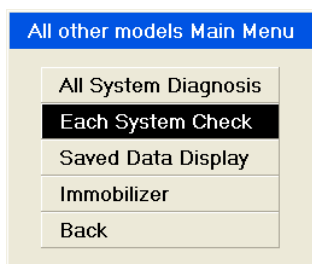 All other models Main Menu
All System Diagnosis
Each System Check
Saved Data Display
Immobilizer
Back